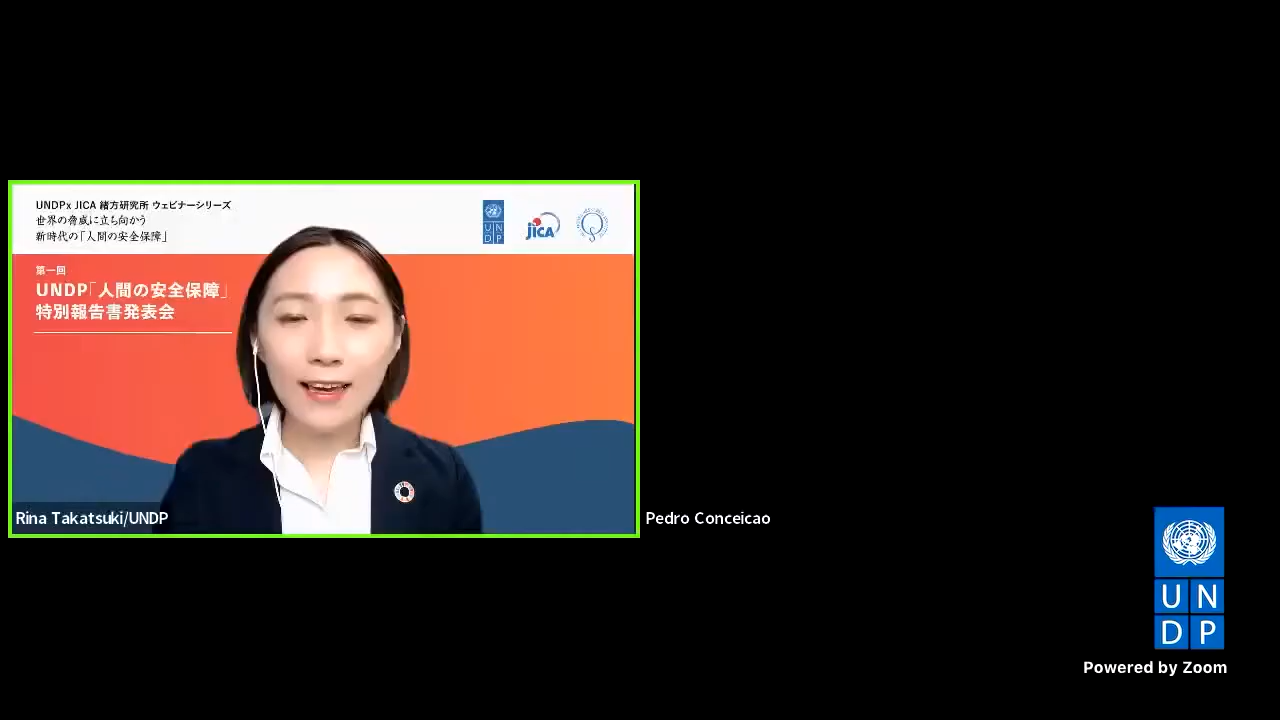 UNDPx JICA 緒方研究所 ウェビナーシリーズ
世界の脅威に立ち向かう
新時代の「人間の安全保障」
UN
DP
JICA
第一回
UNDP「人間の安全保障」
特別報告書発表会
Rina Takatsuki/UNDP
Pedro Conceicao
U N
D P
Powered by Zoom